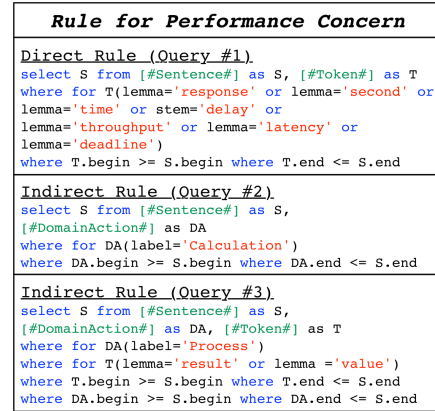 Rule for Performance Concern
Direct Rule (Query #1)
select S from [#Sentence#] as S, [#Token#] as T
where for T(lemma='response' or lemma='second' or
lemma='time' or stem='delay' or
lemma='throughput' or lemma='latency' or
lemma='deadline')
where T.begin >= S.begin where T.end <= S.end
Indirect Rule (Query #2)
select S from [#Sentence#] as S,
[#DomainAction#] as DA
where for DA(label='Calculation')
where DA.begin >= S.begin where DA.end <= S.end
Indirect Rule (Query #3)
select S from [#Sentence#] as S,
[#DomainAction#] as DA, [#Token#] as T
where for DA(label='Process')
where for T(lemma='result' or lemma ='value')
where T.begin >= S.begin where T.end <= S.end
where DA.begin >= S.begin where DA.end <= S.end